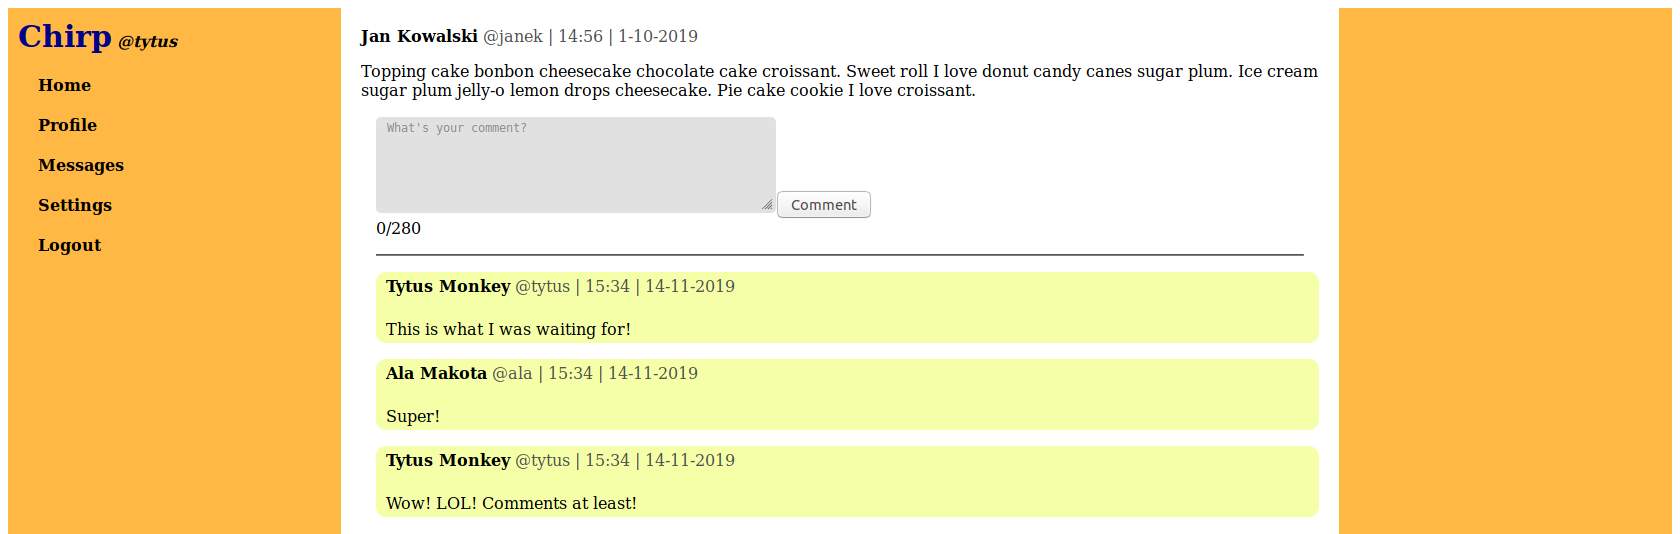 Chirp @tytus
Home
Profile
Messages
Settings
Logout
Jan Kowalski @janek | 14:56 | 1-10-2019
Topping cake bonbon cheesecake chocolate cake croissant. Sweet roll I love donut candy canes sugar plum. Ice cream
sugar plum jelly-o lemon drops cheesecake. Pie cake cookie I love croissant.
What's your comment?
Comment
0/280
Tytus Monkey @tytus | 15:34 | 14-11-2019
This is what I was waiting for!
Ala Makota @ala | 15:34 | 14-11-2019
Super!
Tytus Monkey @tytus | 15:34 | 14-11-2019
Wow! LOL! Comments at least!